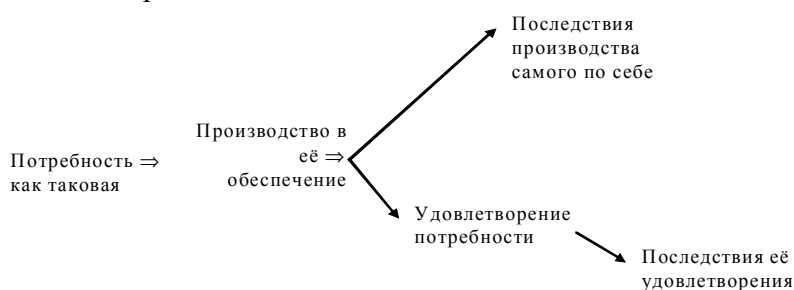 Последствия
производства
самого по себе
Производство в
её ⇒
обеспечение
Потребность ⇒
как таковая
Удовлетворение
потребности
Последствия её
удовлетворения